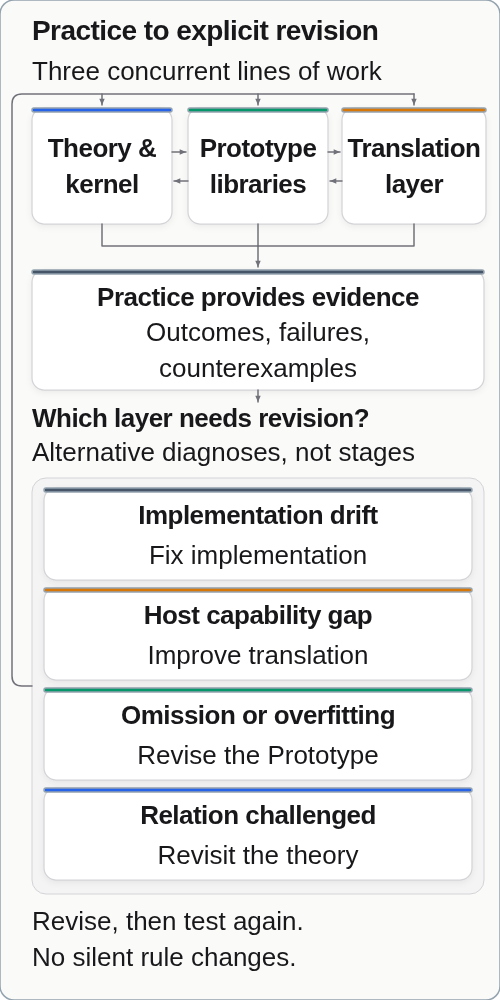 Practice to explicit revision
Three concurrent lines of work
Theory &
kernel
Prototype
libraries
Translation
layer
Practice provides evidence
Outcomes, failures,
counterexamples
Which layer needs revision?
Alternative diagnoses, not stages
Implementation drift
Fix implementation
Host capability gap
Improve translation
Omission or overfitting
Revise the Prototype
Relation challenged
Revisit the theory
Revise, then test again.
No silent rule changes.